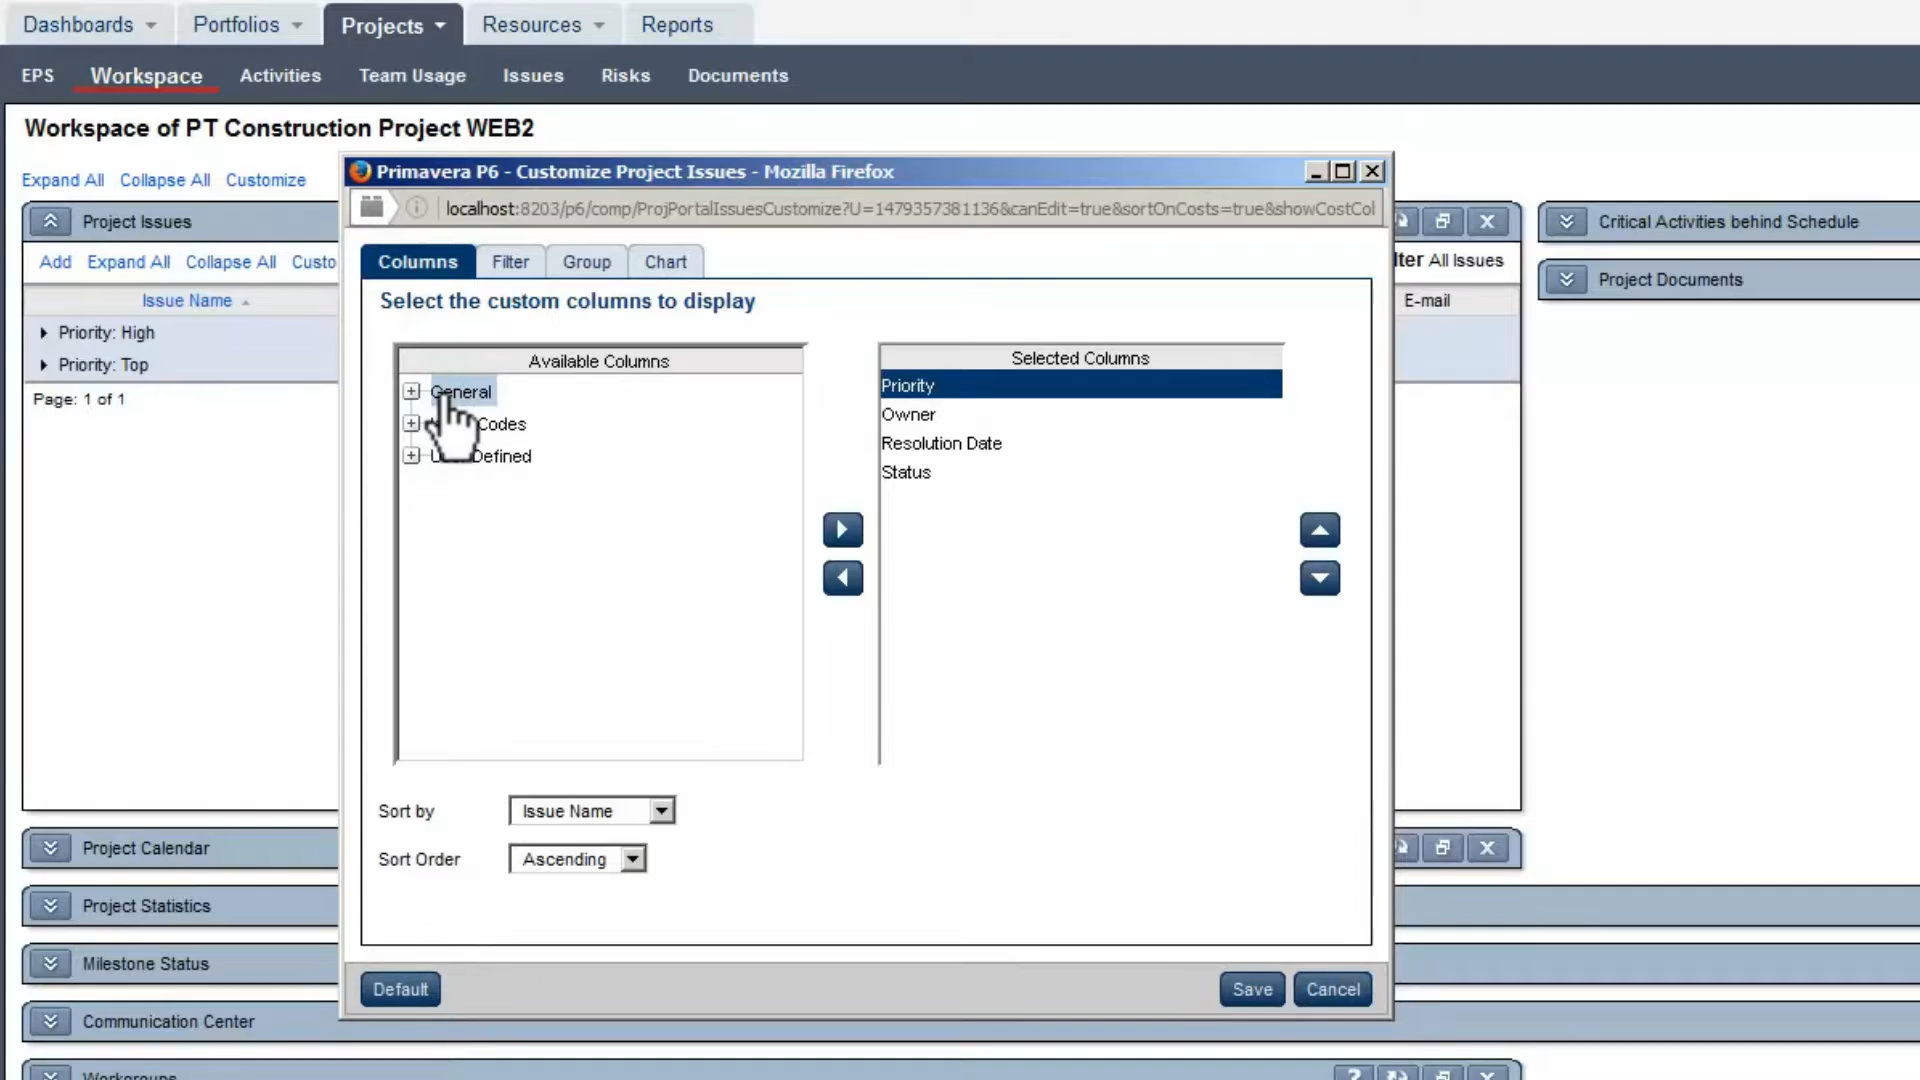 Dashboards Portfolios Projects Resources Reports
EPS Workspace Activities Team Usage Issues Risks Documents
Workspace of PT Construction Project WEB2
Expand All Collapse All Customize
Project Issues
Add Expand All Collapse All Custo
Issue Name
Priority: High
Priority: Top
Page: 1 of 1
Primavera P6 - Customize Project Issues - Mozilla Firefox
localhost:8203/p6/comp/ProjPortalIssuesCustomize?U=1479357381136&canEdit=true&sortOnCosts=true&showCostCol
Columns Filter Group Chart
Select the custom columns to display
Available Columns
General
Codes
Defined
Selected Columns
Priority
Owner
Resolution Date
Status
Sort by Issue Name
Sort Order Ascending
Default Save Cancel
lter All Issues
E-mail
Critical Activities behind Schedule
Project Documents
Project Calendar
Project Statistics
Milestone Status
Communication Center
Workgroups